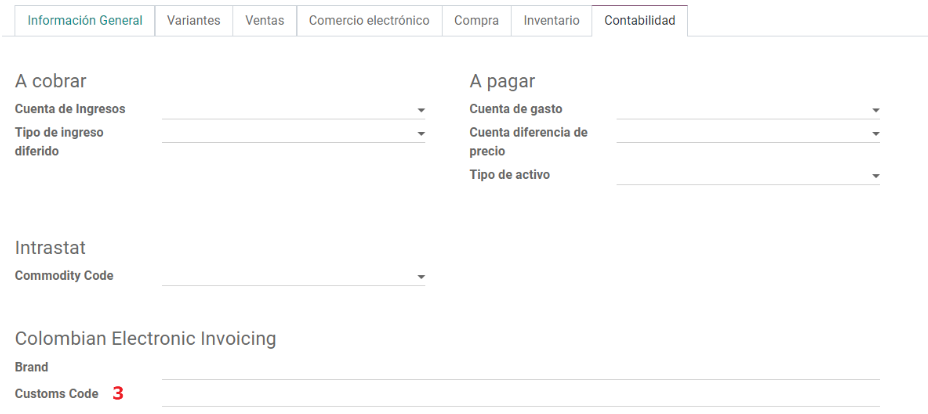 Información General Variantes Ventas Comercio electrónico Compra Inventario Contabilidad
A cobrar
Cuenta de Ingresos
Tipo de ingreso
diferido
A pagar
Cuenta de gasto
Cuenta diferencia de
precio
Tipo de activo
Intrastat
Commodity Code
Colombian Electronic Invoicing
Brand
Customs Code 3